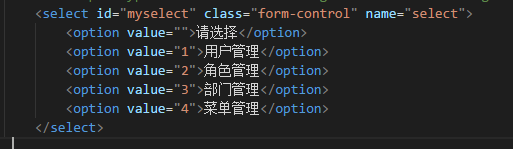 <select id="myselect" class="form-control" name="select">
<option value="">请选择</option>
<option value="1">用户管理</option>
<option value="2">角色管理</option>
<option value="3">部门管理</option>
<option value="4">菜单管理</option>
</select>